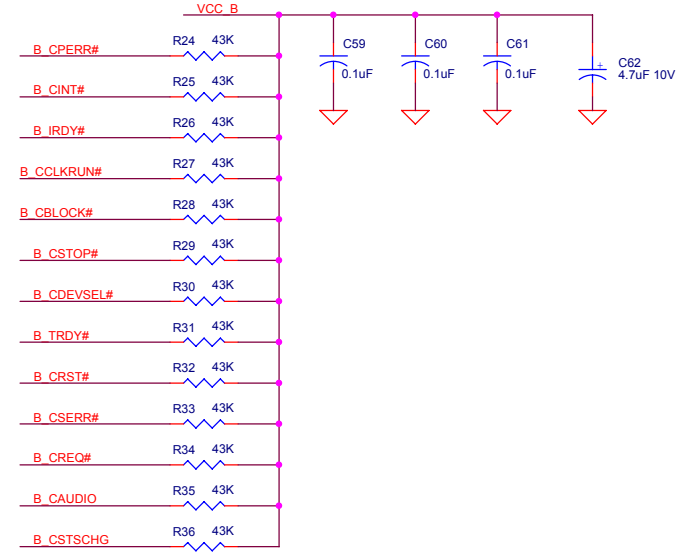 VCC_B
B_CPERR# R24 43K
B_CINT# R25 43K
B_IRDY# R26 43K
B_CCLKRUN# R27 43K
B_CBLOCK# R28 43K
B_CSTOP# R29 43K
B_CDEVSEL# R30 43K
B_TRDY# R31 43K
B_CRST# R32 43K
B_CSERR# R33 43K
B_CREQ# R34 43K
B_CAUDIO R35 43K
B_CSTSCHG R36 43K
C59
0.1uF
C60
0.1uF
C61
0.1uF
+
C62
4.7uF 10V